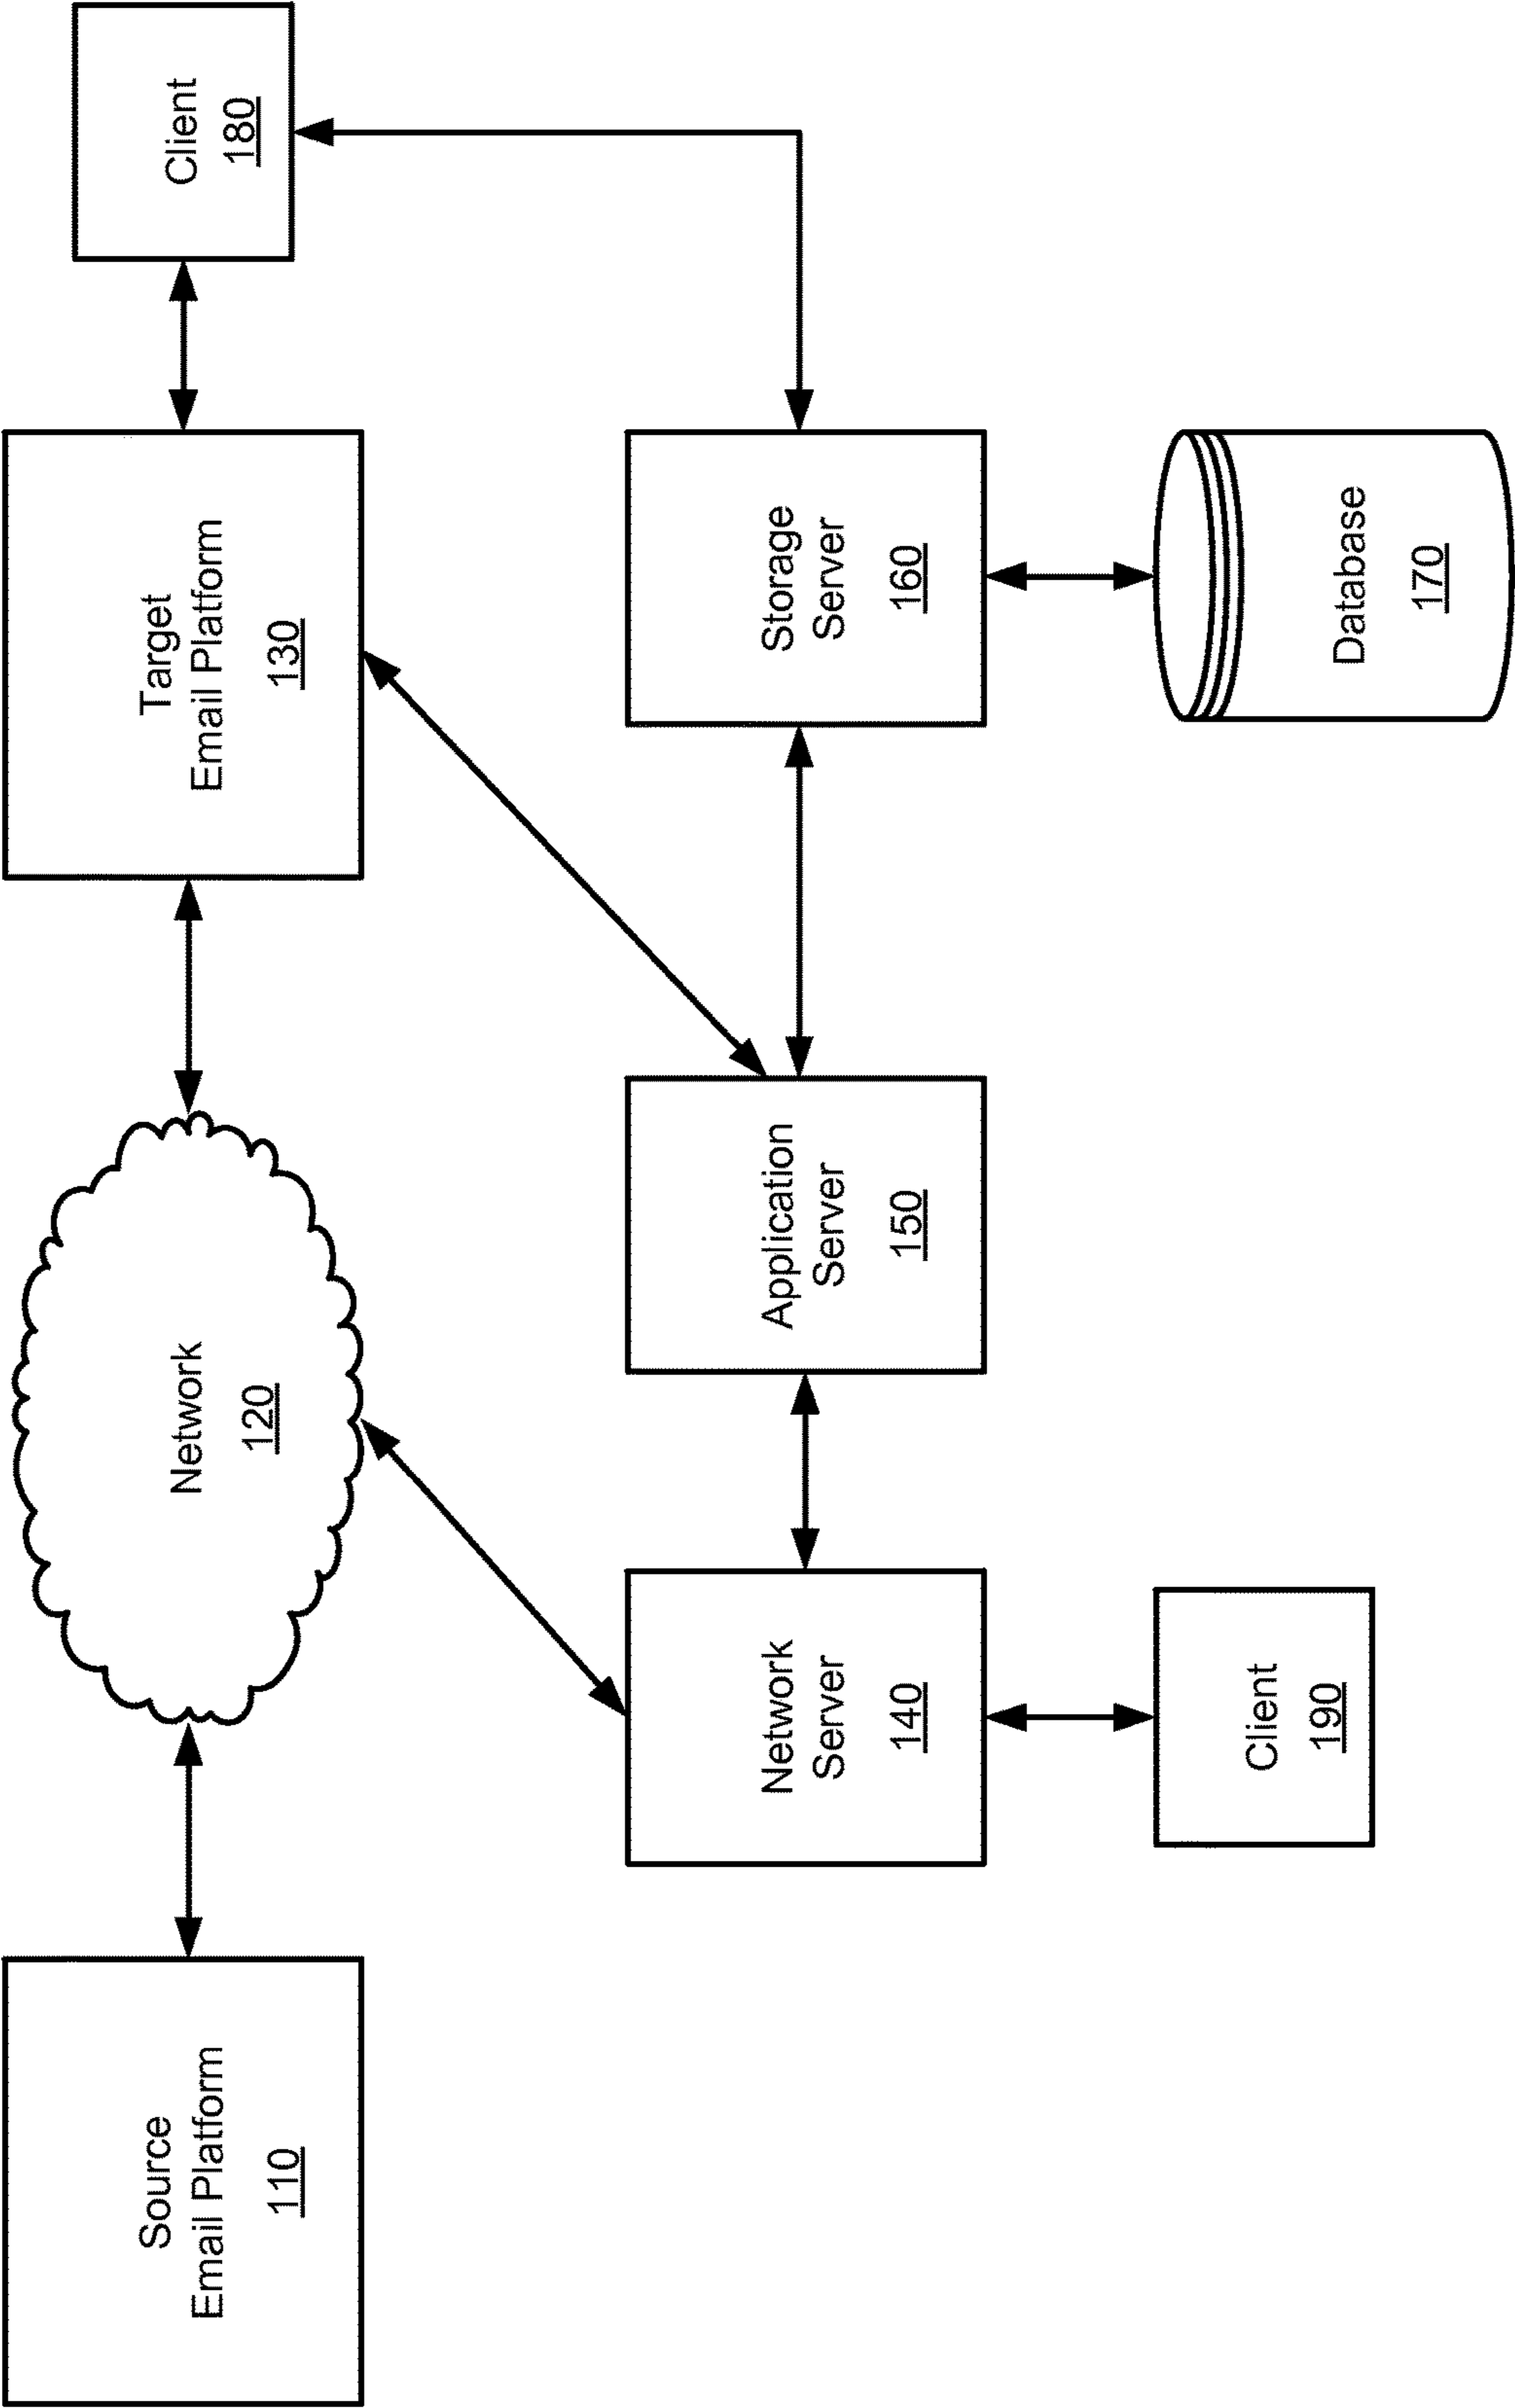 Source
Email Platform
110
Network
120
Target
Email Platform
130
Client
180
Network
Server
140
Application
Server
150
Storage
Server
160
Client
190
Database
170